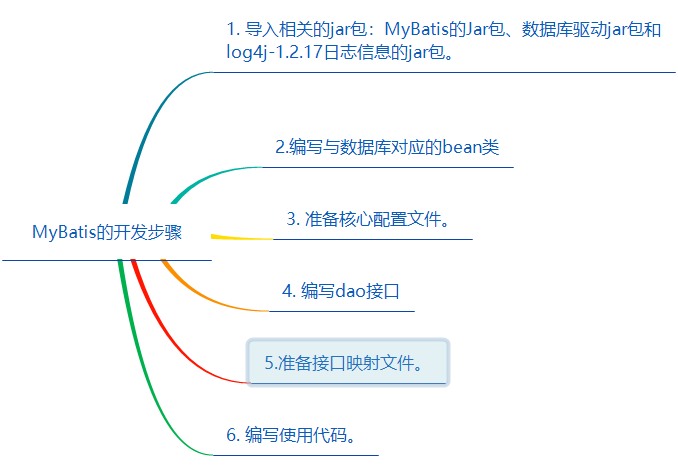 1. 导入相关的jar包：MyBatis的Jar包、数据库驱动jar包和
log4j-1.2.17日志信息的jar包。
2.编写与数据库对应的bean类
3. 准备核心配置文件。
MyBatis的开发步骤
4. 编写dao接口
5.准备接口映射文件。
6. 编写使用代码。